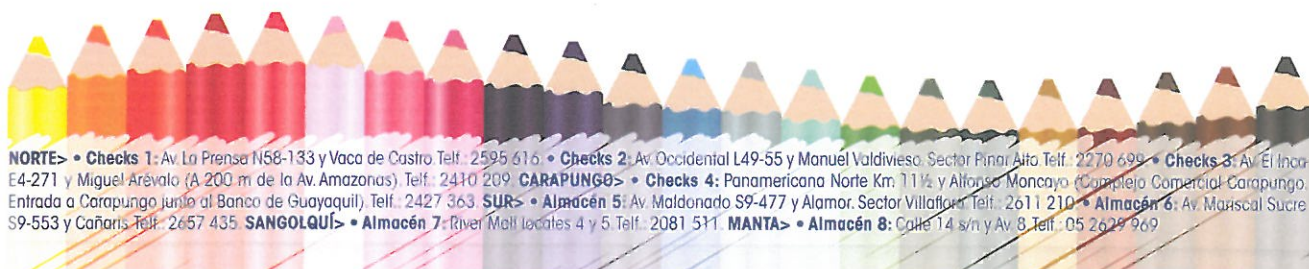 NORTE> • Checks 1: Av. La Prensa N58-133 y Vaca de Castro. Telf.: 2595 616. • Checks 2: Av. Occidental L49-55 y Manuel Valdivieso. Sector Pinar Alto. Telf.: 2270 699 • Checks 3: Av. El Inca
E4-271 y Miguel Arévalo (A 200 m de la Av. Amazonas). Telf.: 2410 209. CARAPUNGO> • Checks 4: Panamericana Norte Km. 11½ y Alfonso Moncayo (Complejo Comercial Carapungo.
Entrada a Carapungo junto al Banco de Guayaquil). Telf.: 2427 363. SUR> • Almacén 5: Av. Maldonado S9-477 y Alamor. Sector Villaflora. Telf.: 2611 210 • Almacén 6: Av. Mariscal Sucre
S9-553 y Cañaris. Telf.: 2657 435. SANGOLQUÍ> • Almacén 7: River Mall locales 4 y 5. Telf.: 2081 511. MANTA> • Almacén 8: Calle 14 s/n y Av. 8. Telf.: 05 2629 969